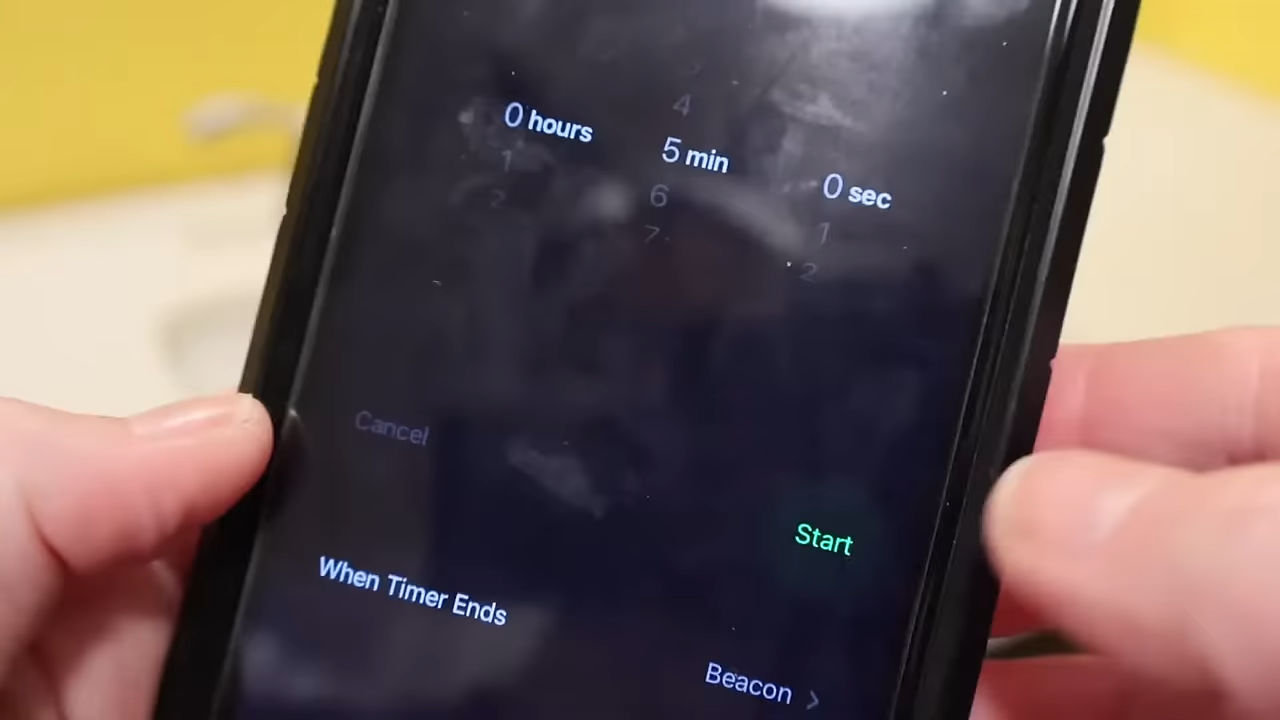 4
0 hours 5 min 0 sec
1 6 1
2 7 2
Cancel Start
When Timer Ends Beacon >